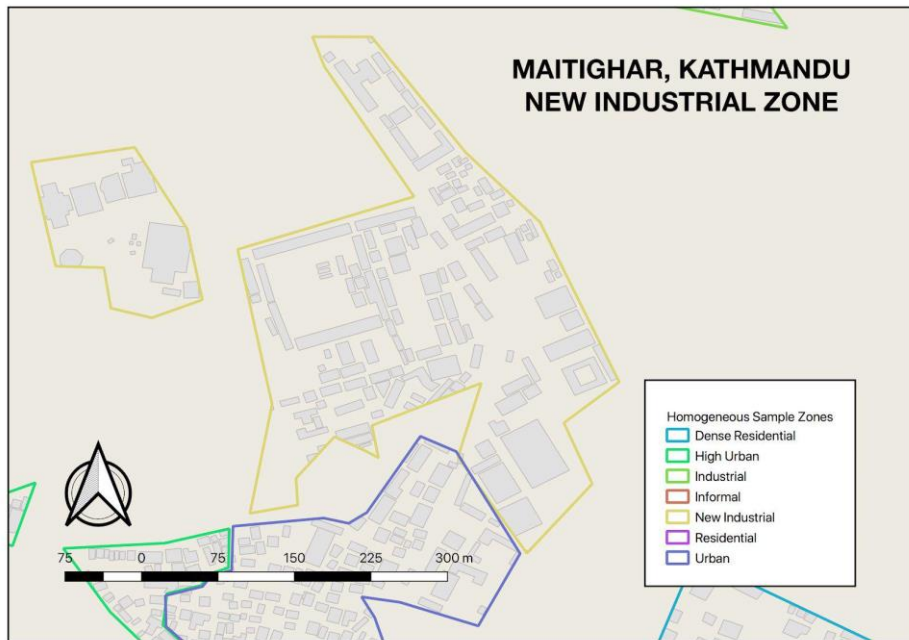 MAITIGHAR, KATHMANDU
NEW INDUSTRIAL ZONE
Homogeneous Sample Zones
Dense Residential
High Urban
Industrial
Informal
New Industrial
Residential
Urban
75 0 75 150 225 300 m